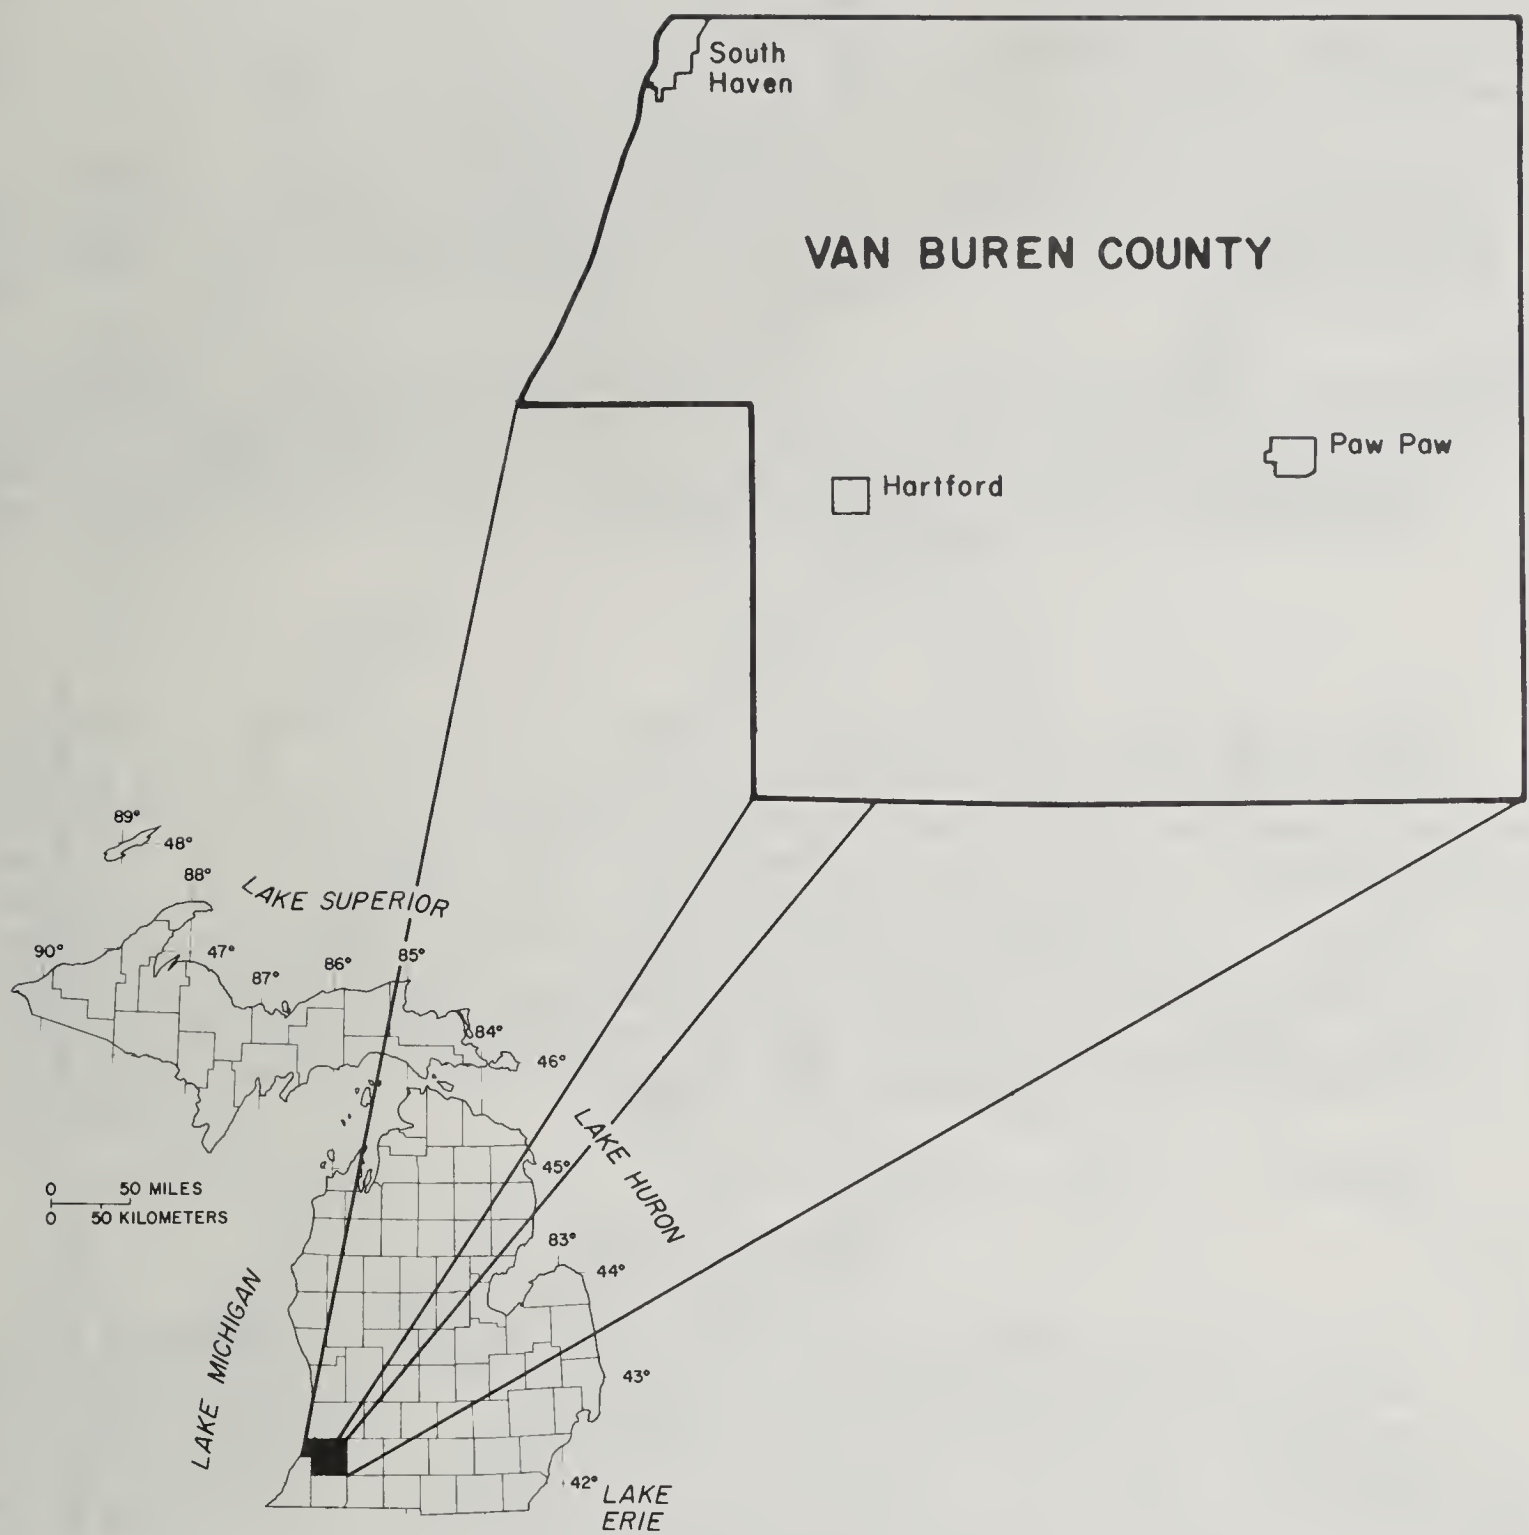 South
Haven
VAN BUREN COUNTY
Paw Paw
Hartford
89°
48°
88°
LAKE SUPERIOR
90°
47°
87°
86°
85°
84°
46°
LAKE HURON
45°
0 50 MILES
0 50 KILOMETERS
83°
44°
LAKE MICHIGAN
43°
42°
LAKE
ERIE